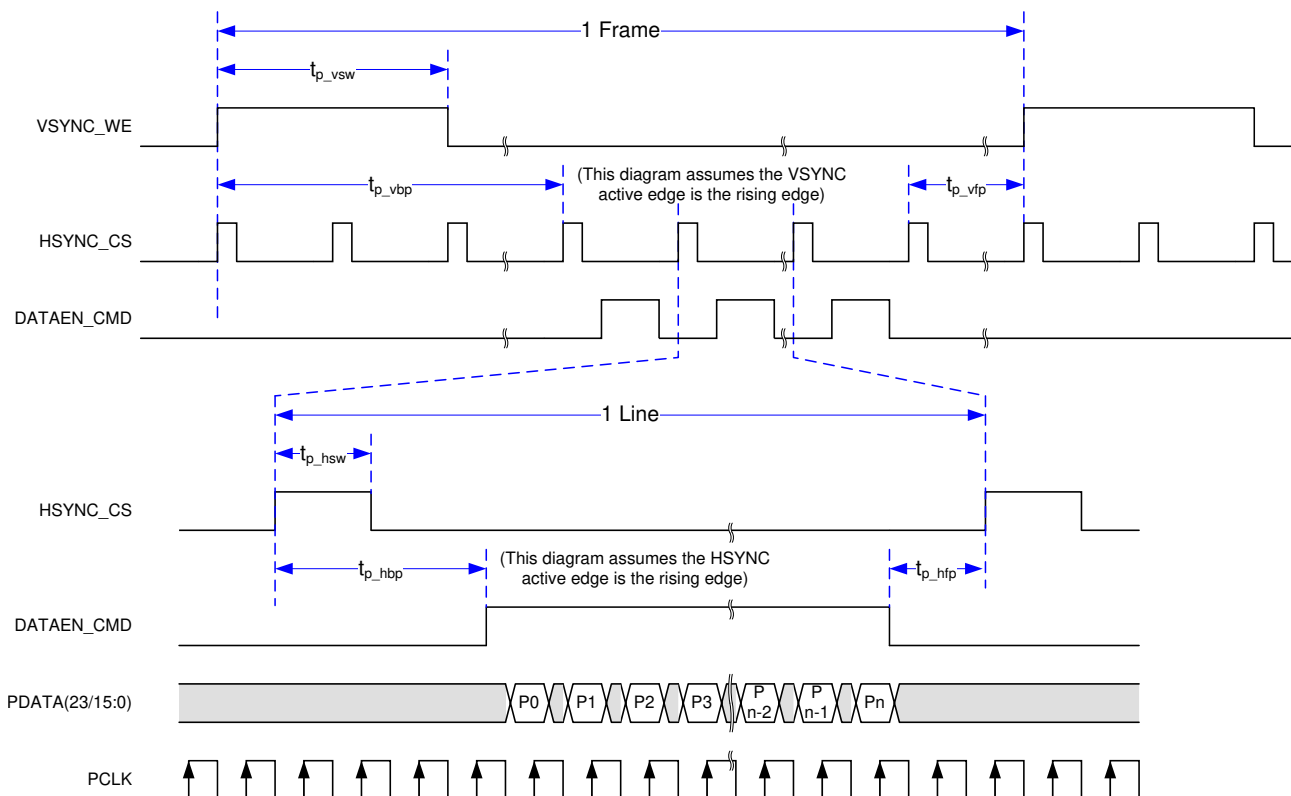 1 Frame
tp_vsw
VSYNC_WE
(This diagram assumes the VSYNC
active edge is the rising edge)
tp_vbp
tp_vfp
HSYNC_CS
DATAEN_CMD
1 Line
tp_hsw
HSYNC_CS
(This diagram assumes the HSYNC
active edge is the rising edge)
tp_hbp
tp_hfp
DATAEN_CMD
PDATA(23/15:0)
P0
P1
P2
P3
P
n-2
P
n-1
Pn
PCLK